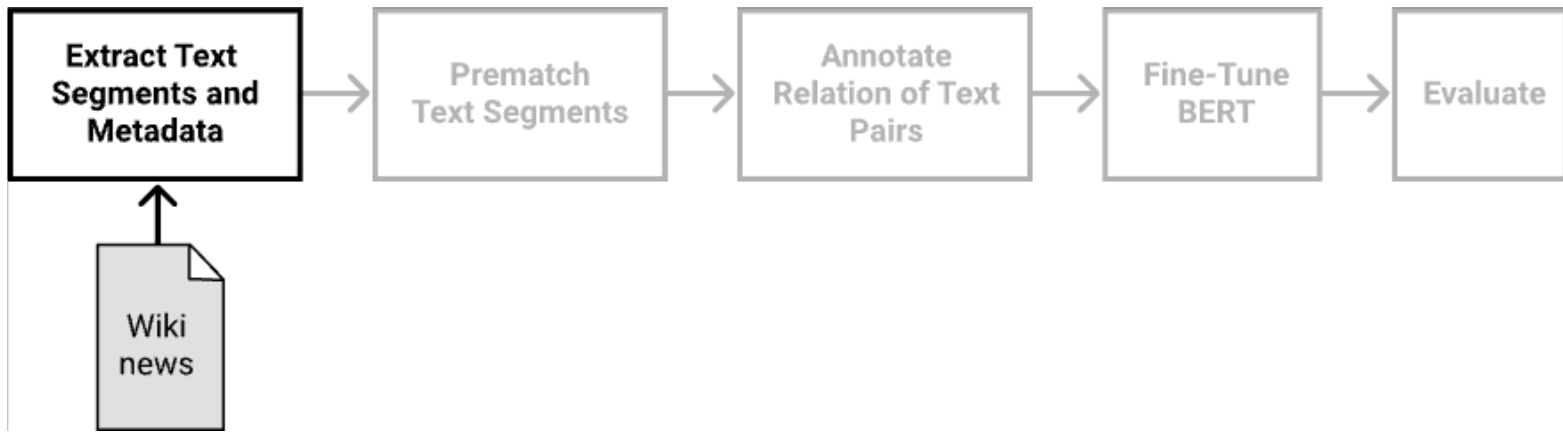 Extract Text
Segments and
Metadata
Prematch
Text Segments
Annotate
Relation of Text
Pairs
Fine-Tune
BERT
Evaluate
Wiki
news